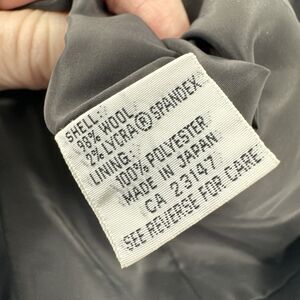 SHELL:
98% WOOL
2% LYCRA® SPANDEX
LINING:
100% POLYESTER
MADE IN JAPAN
CA 23147
SEE REVERSE FOR CARE